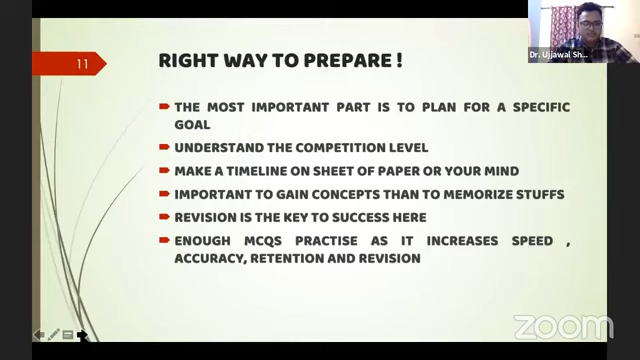 11
RIGHT WAY TO PREPARE !
Dr. Ujjawal Sh...
THE MOST IMPORTANT PART IS TO PLAN FOR A SPECIFIC
GOAL
UNDERSTAND THE COMPETITION LEVEL
MAKE A TIMELINE ON SHEET OF PAPER OR YOUR MIND
IMPORTANT TO GAIN CONCEPTS THAN TO MEMORIZE STUFFS
REVISION IS THE KEY TO SUCCESS HERE
ENOUGH MCQS PRACTISE AS IT INCREASES SPEED ,
ACCURACY, RETENTION AND REVISION
zoom